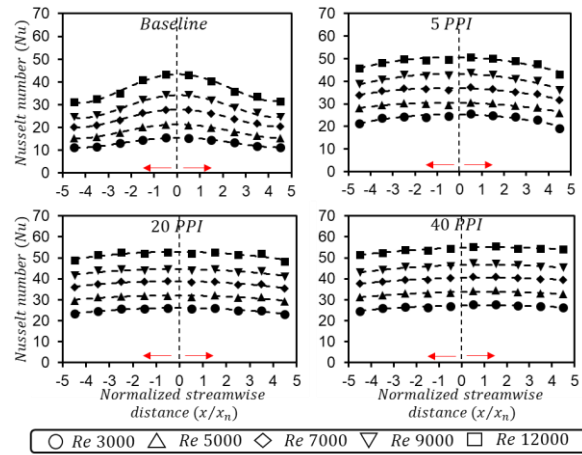 Baseline
5 PPI
Nusselt number (Nu)
70
60
50
40
30
20
10
0
-5 -4 -3 -2 -1 0 1 2 3 4 5
70
60
50
40
30
20
10
0
-5 -4 -3 -2 -1 0 1 2 3 4 5
20 PPI
40 PPI
Nusselt number (Nu)
70
60
50
40
30
20
10
0
-5 -4 -3 -2 -1 0 1 2 3 4 5
Normalized streamwise
distance (x/xₙ)
70
60
50
40
30
20
10
0
-5 -4 -3 -2 -1 0 1 2 3 4 5
Normalized streamwise
distance (x/xₙ)
Re 3000 Re 5000 Re 7000 Re 9000 Re 12000